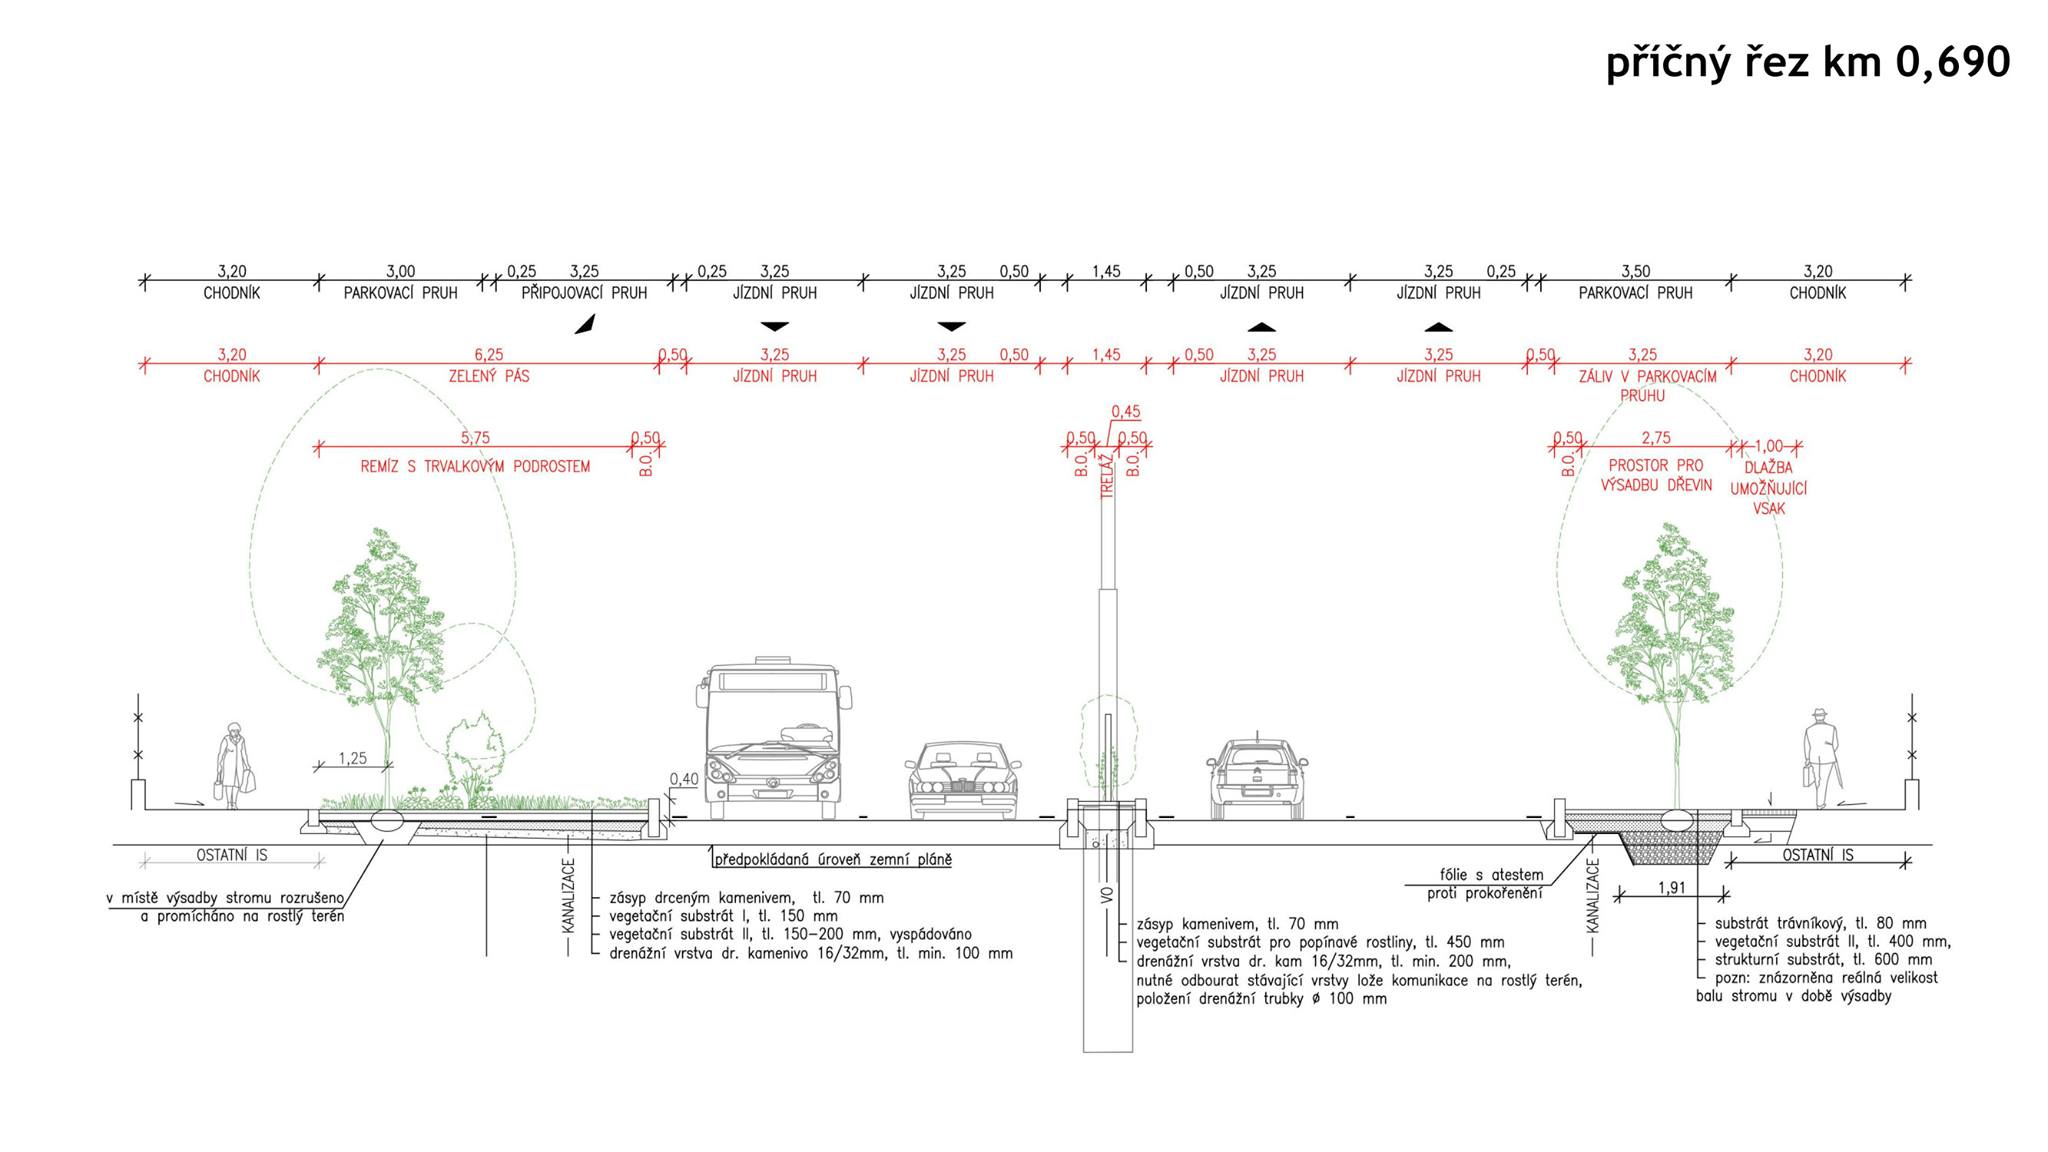 příčný řez km 0,690
3,20 3,00 0,25 3,25 0,25 3,25 3,25 0,50 1,45 0,50 3,25 3,25 0,25 3,50 3,20
CHODNÍK PARKOVACÍ PRUH PŘIPOJOVACÍ PRUH JÍZDNÍ PRUH JÍZDNÍ PRUH JÍZDNÍ PRUH JÍZDNÍ PRUH PARKOVACÍ PRUH CHODNÍK
3,20 6,25 0,50 3,25 3,25 0,50 1,45 0,50 3,25 3,25 0,50 3,25 3,20
CHODNÍK ZELENÝ PÁS JÍZDNÍ PRUH JÍZDNÍ PRUH JÍZDNÍ PRUH JÍZDNÍ PRUH ZÁLIV V PARKOVACÍM CHODNÍK
PRUHU
0,45
5,75 0,50 0,50 0,50 0,50 2,75 1,00
REMÍZ S TRVALKOVÝM PODROSTEM
B.O.
B.O.
TRELÁŽ
B.O.
B.O.
PROSTOR PRO
VÝSADBU DŘEVIN
DLAŽBA
UMOŽŇUJÍCÍ
VSAK
1,25
0,40
OSTATNÍ IS
předpokládaná úroveň zemní pláně
OSTATNÍ IS
v místě výsadby stromu rozrušeno
a promícháno na rostlý terén
KANALIZACE
zásyp drceným kamenivem, tl. 70 mm
vegetační substrát I, tl. 150 mm
vegetační substrát II, tl. 150-200 mm, vyspádováno
drenážní vrstva dr. kamenivo 16/32mm, tl. min. 100 mm
VO
zásyp kamenivem, tl. 70 mm
vegetační substrát pro popínavé rostliny, tl. 450 mm
drenážní vrstva dr. kam 16/32mm, tl. min. 200 mm,
nutné odbourat stávající vrstvy lože komunikace na rostlý terén,
položení drenážní trubky ø 100 mm
fólie s atestem
proti prokořenění
KANALIZACE
1,91
substrát trávníkový, tl. 80 mm
vegetační substrát II, tl. 400 mm,
strukturní substrát, tl. 600 mm
pozn: znázorněna reálná velikost
balu stromu v době výsadby